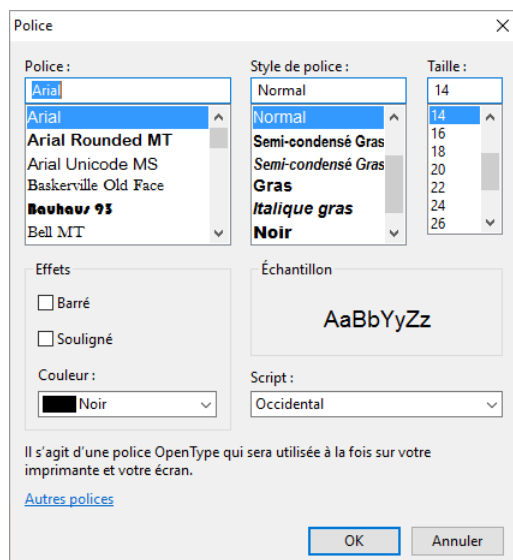 Police
Police :
Arial
Arial
Arial Rounded MT
Arial Unicode MS
Baskerville Old Face
Bauhaus 93
Bell MT
Style de police :
Normal
Normal
Semi-condensé Gras
Semi-condensé Gras
Gras
Italique gras
Noir
Taille :
14
14
16
18
20
22
24
26
Effets
Barré
Souligné
Couleur :
Noir
Échantillon
AaBbYyZz
Script :
Occidental
Il s'agit d'une police OpenType qui sera utilisée à la fois sur votre
imprimante et votre écran.
Autres polices
OK
Annuler